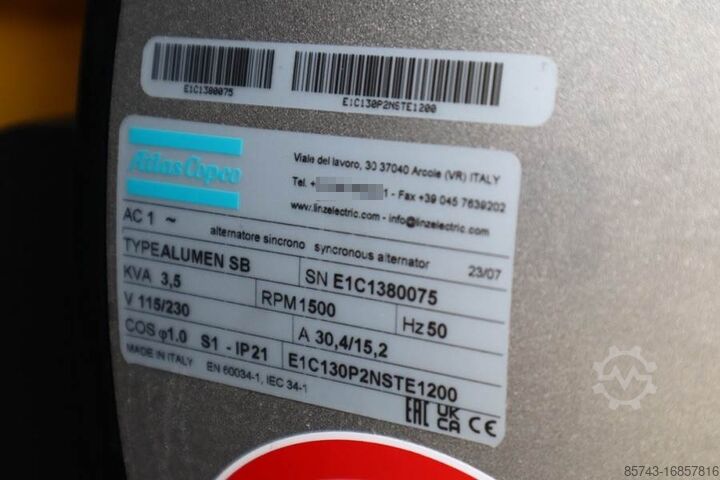 E1C1380075
E1C130P2NSTE1200
Atlas Copco
Viale del lavoro, 30 37040 Arcole (VR) ITALY
Tel. + 1 - Fax +39 045 7639202
www.linzelectric.com - info@linzelectric.com
AC 1 ~ alternatore sincrono syncronous alternator 23/07
TYPE ALUMEN SB SN E1C1380075
KVA 3,5 RPM 1500 Hz 50
V 115/230 A 30,4/15,2
COS φ1.0 S1 - IP21 E1C130P2NSTE1200
MADE IN ITALY EN 60034-1, IEC 34-1
EAC UK CA CE
85743-16857816